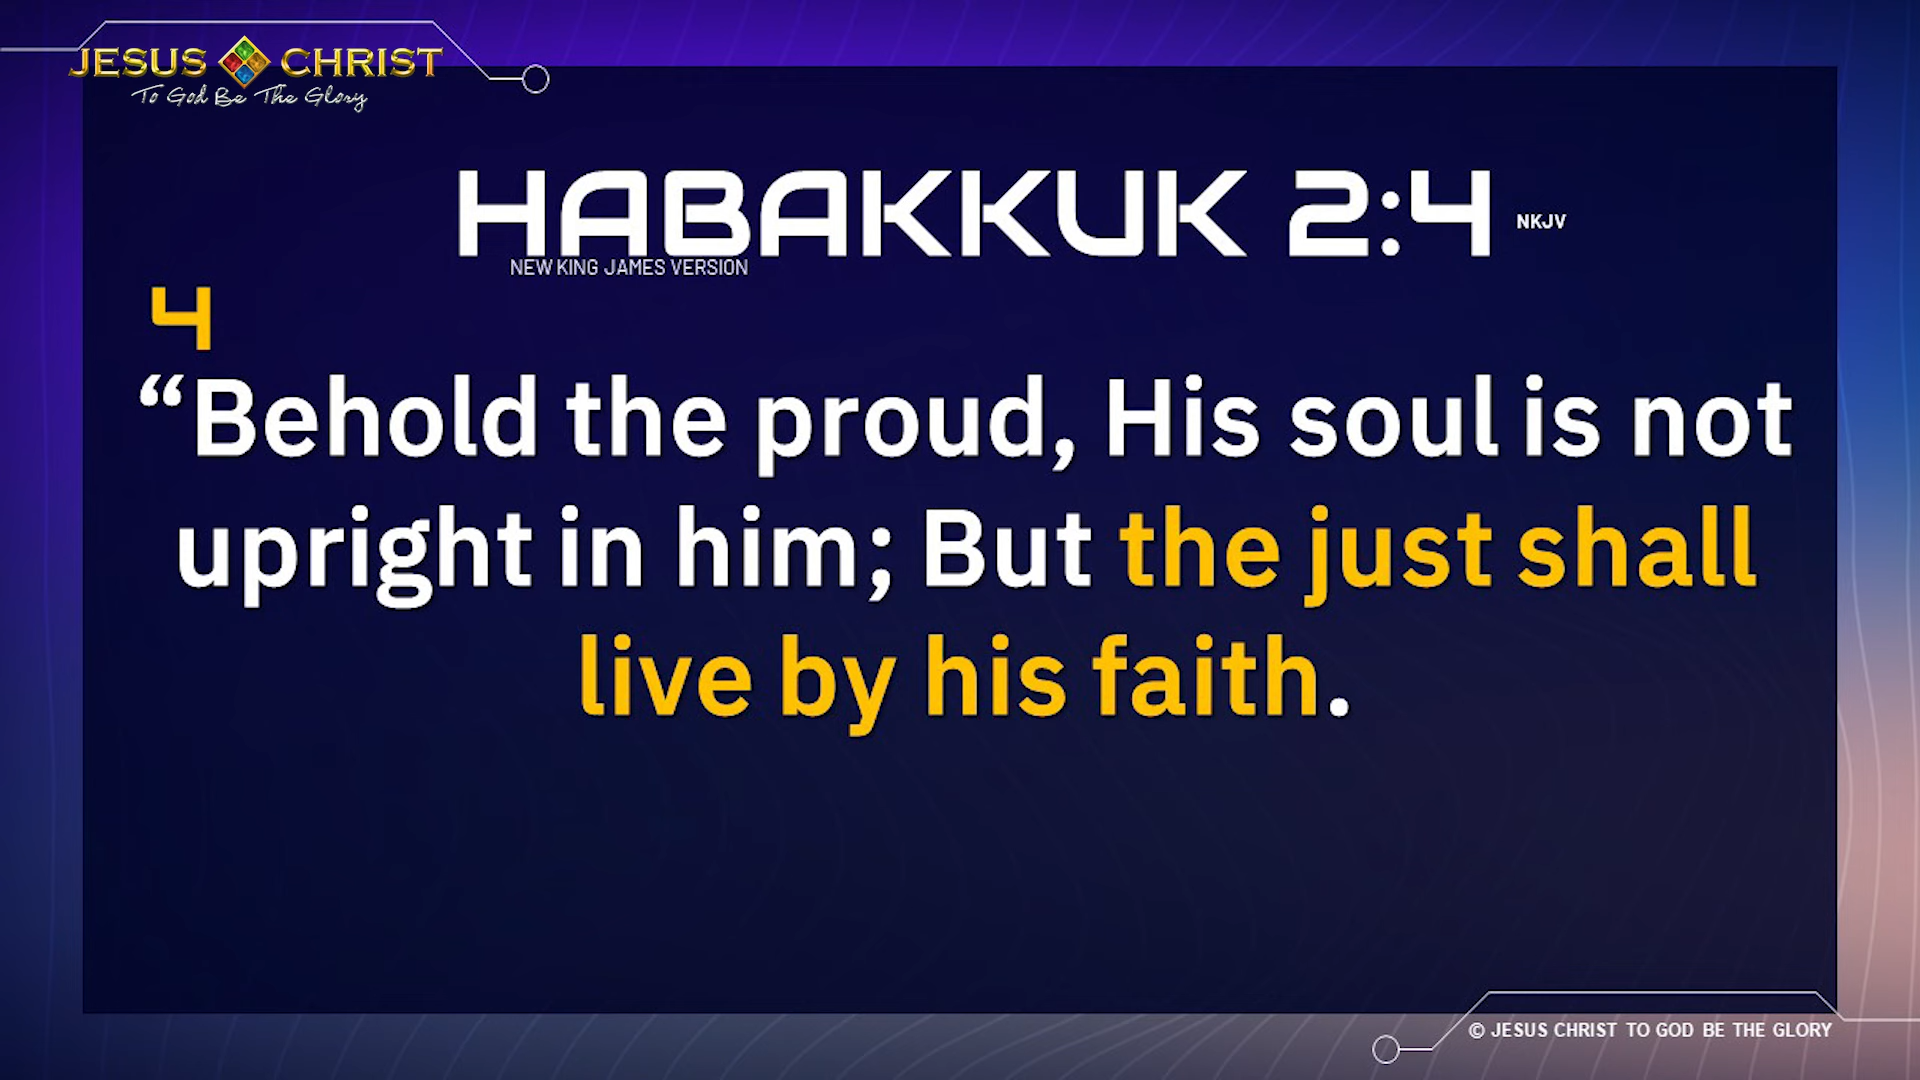 JESUS CHRIST
To God Be The Glory
HABAKKUK 2:4 NKJV
NEW KING JAMES VERSION
4
“Behold the proud, His soul is not
upright in him; But the just shall
live by his faith.
© JESUS CHRIST TO GOD BE THE GLORY